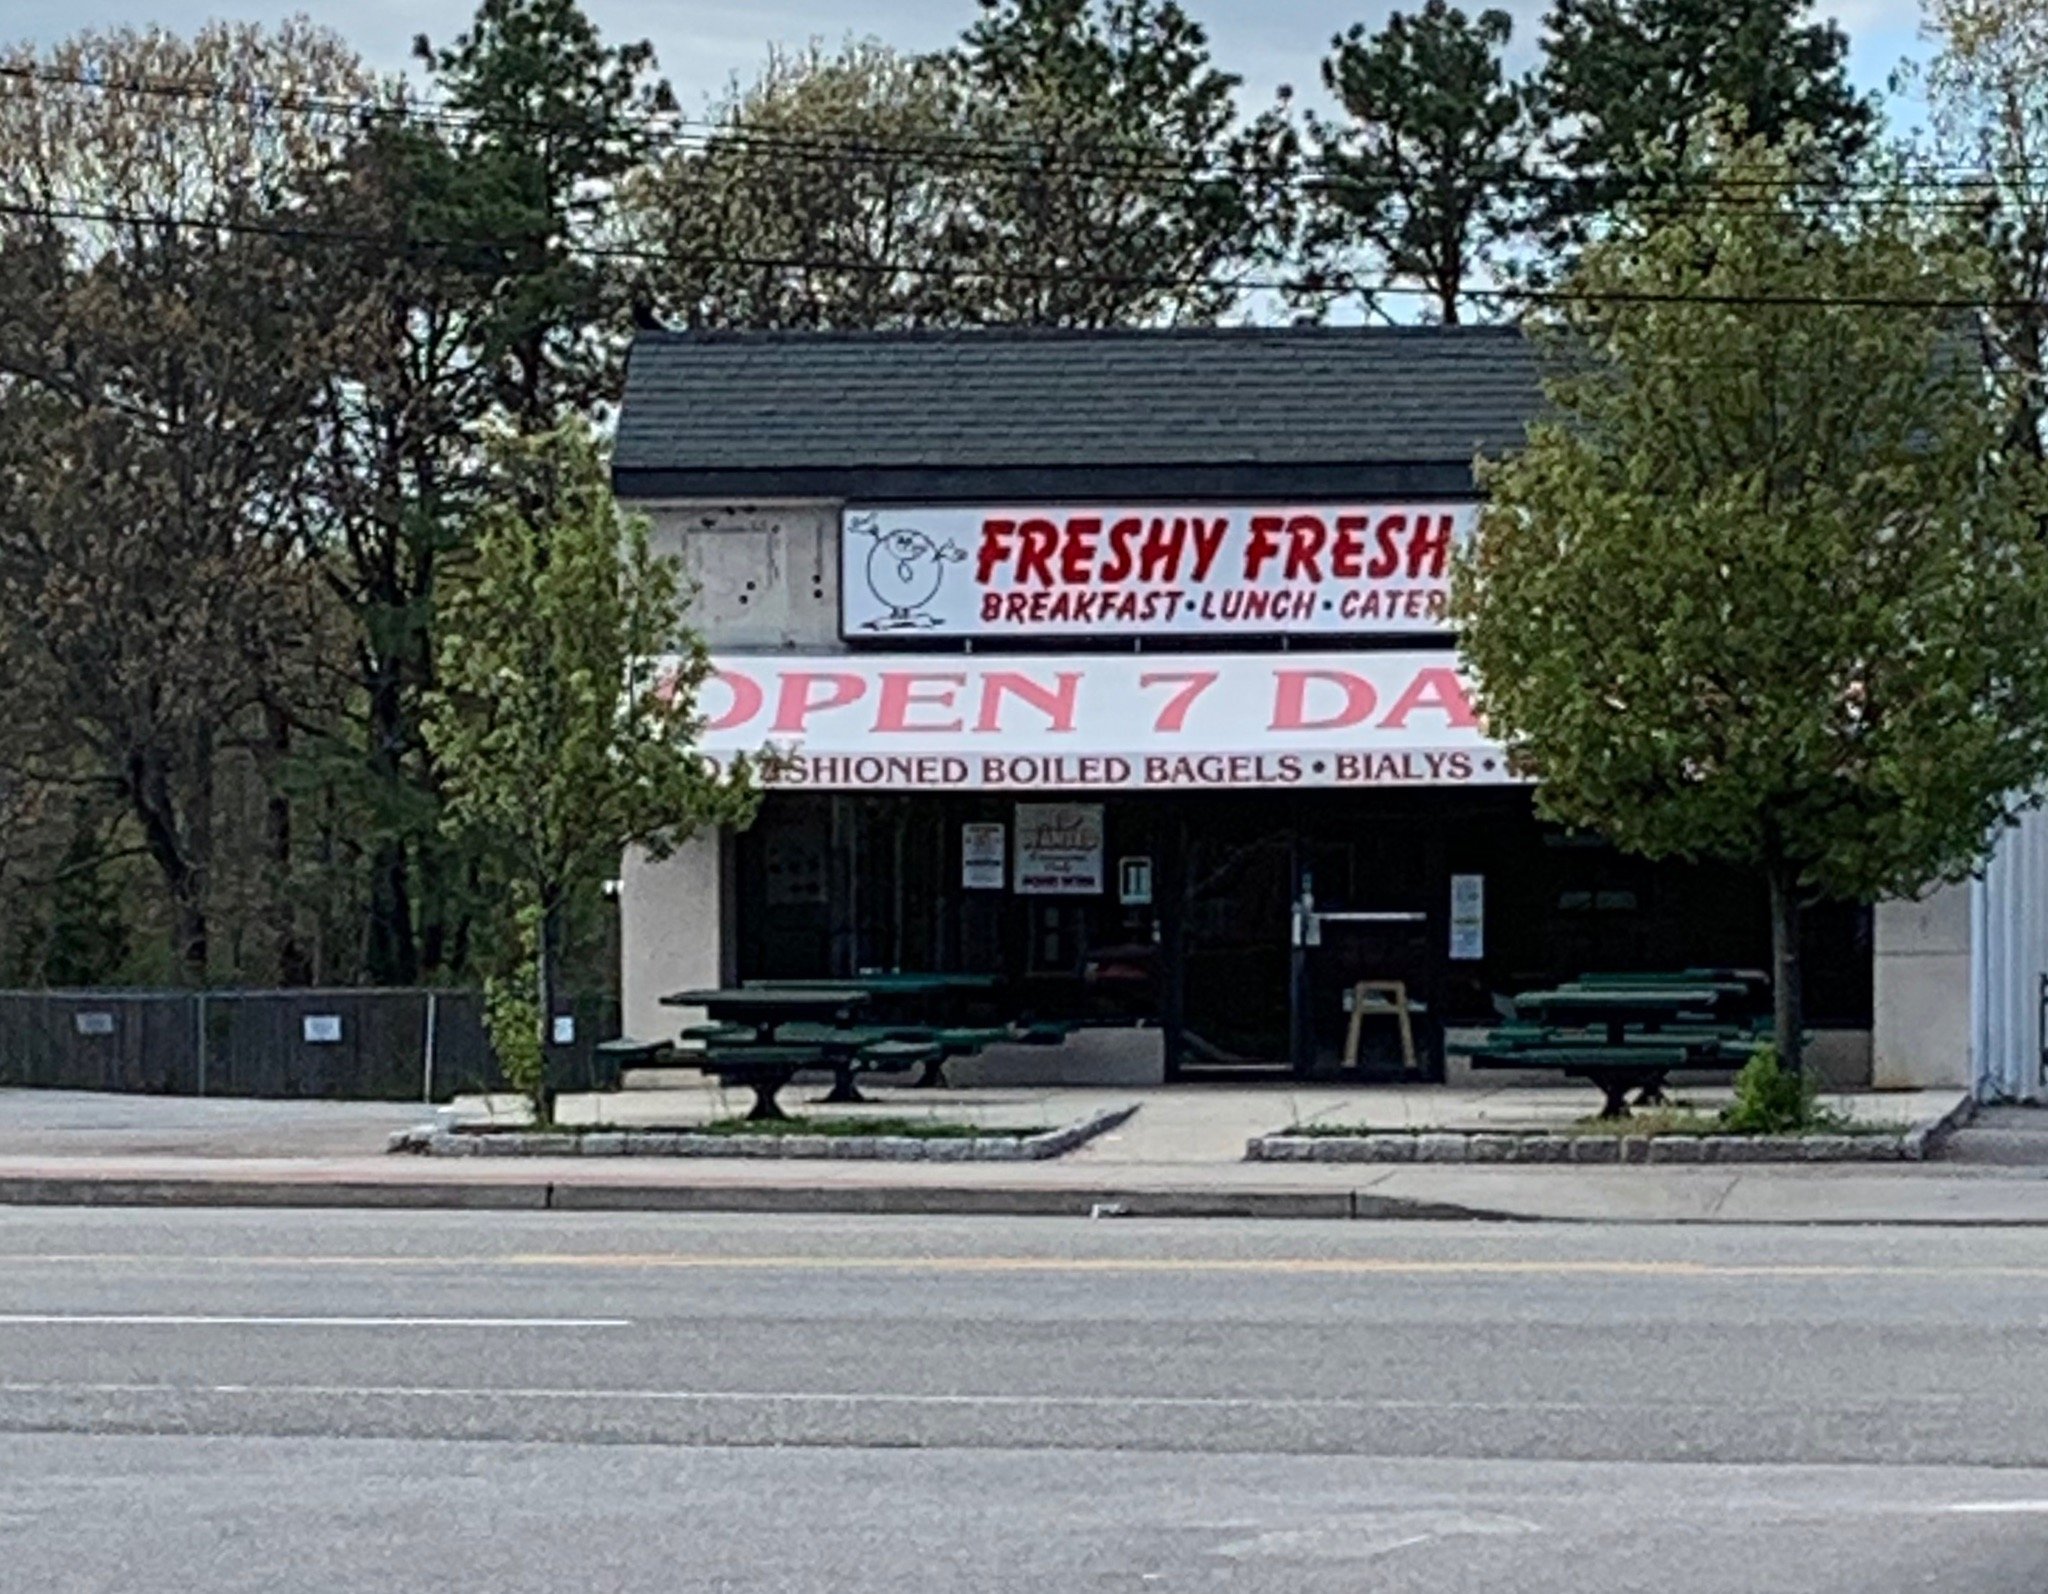 FRESHY FRESH
BREAKFAST • LUNCH • CATER
OPEN 7 DA
SHIONED BOILED BAGELS • BIALYS •